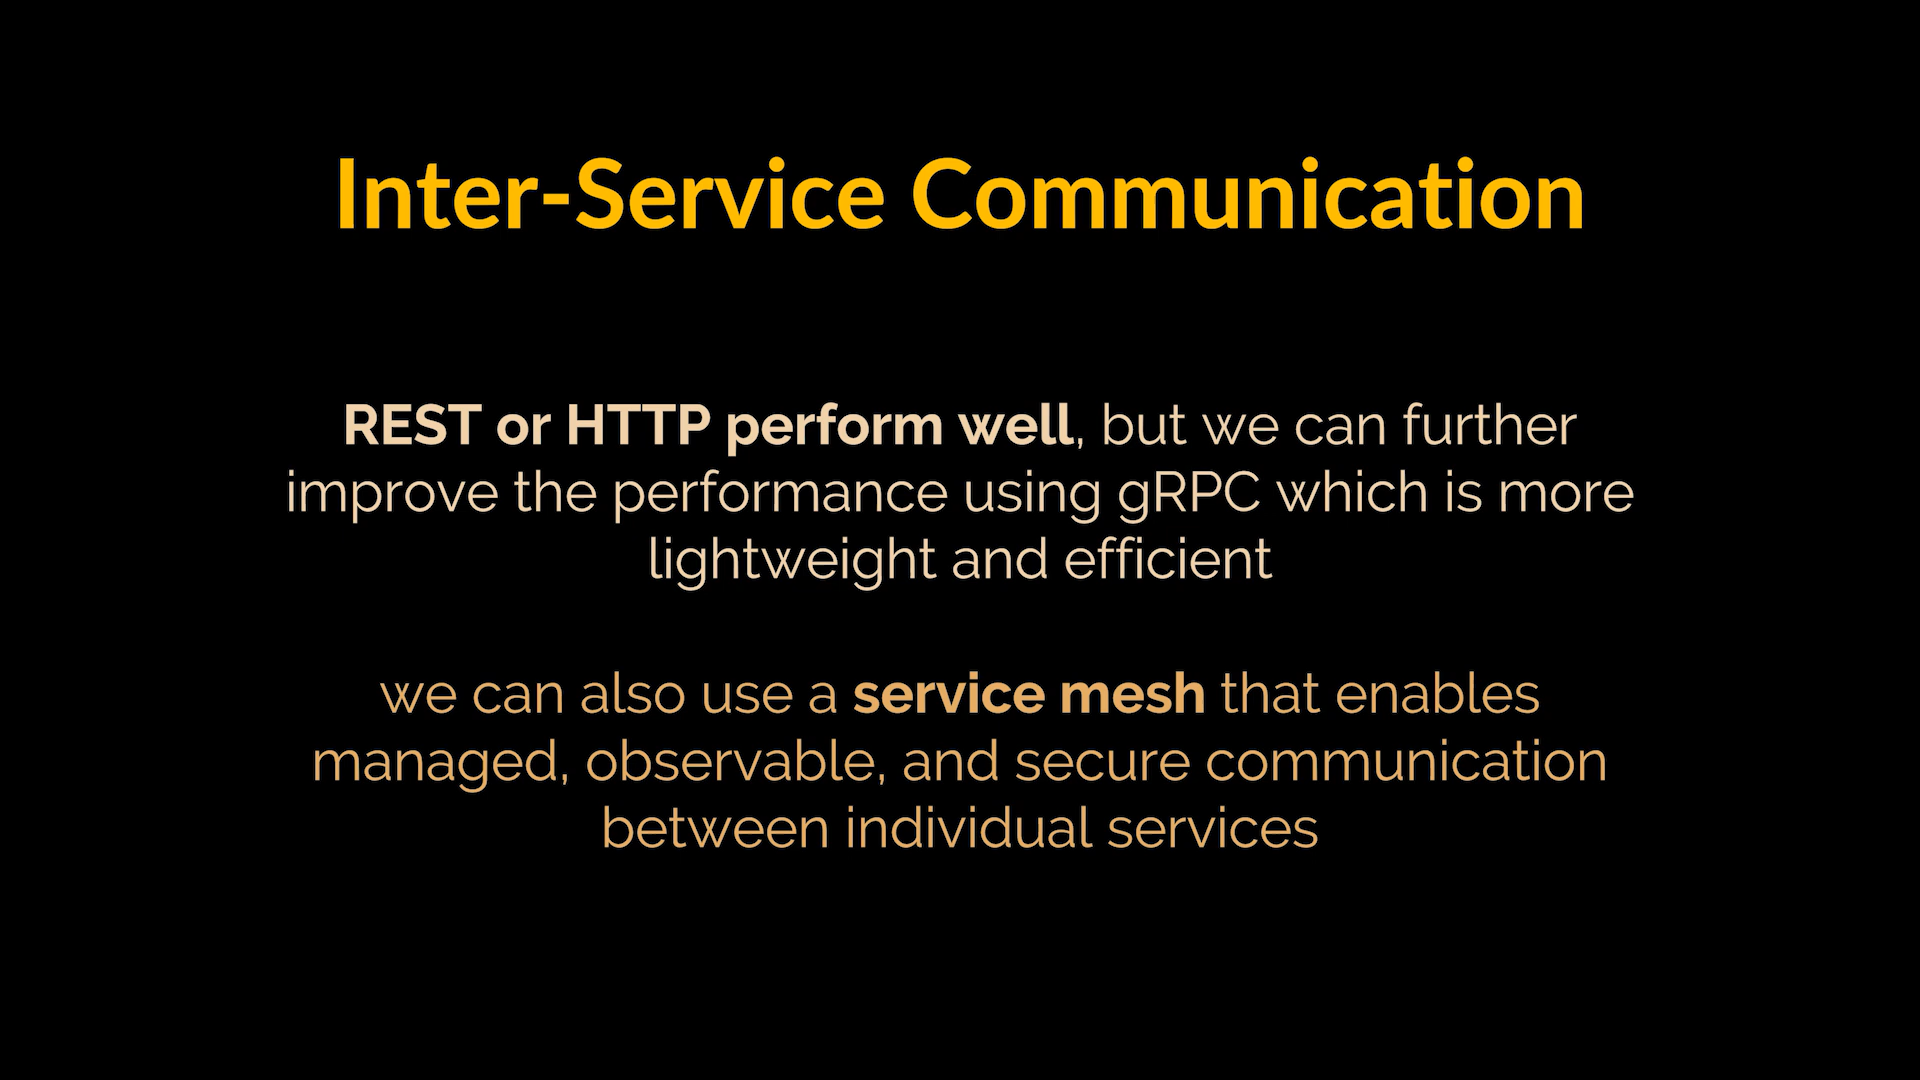 Inter-Service Communication
REST or HTTP perform well, but we can further
improve the performance using gRPC which is more
lightweight and efficient
we can also use a service mesh that enables
managed, observable, and secure communication
between individual services